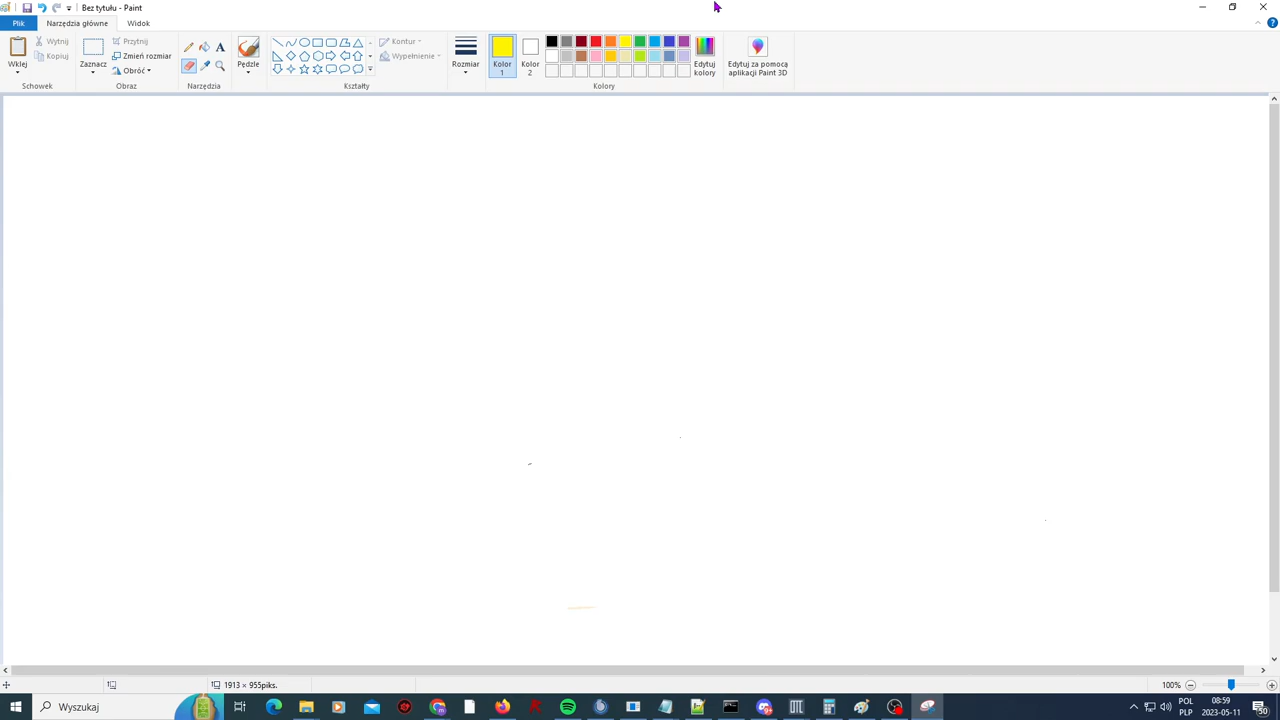 Bez tytułu - Paint
Plik
Narzędzia główne
Widok
Wklej
Wytnij
Kopiuj
Schowek
Zaznacz
Przytnij
Zmień rozmiar
Obróć
Obraz
A
Narzędzia
Pędzle
Kontur
Wypełnienie
Kształty
Rozmiar
Kolor
1
Kolor
2
Edytuj
kolory
Kolory
Edytuj za pomocą
aplikacji Paint 3D
1913 × 955piks.
100%
Wyszukaj
POL
PLP
08:59
2023-05-11